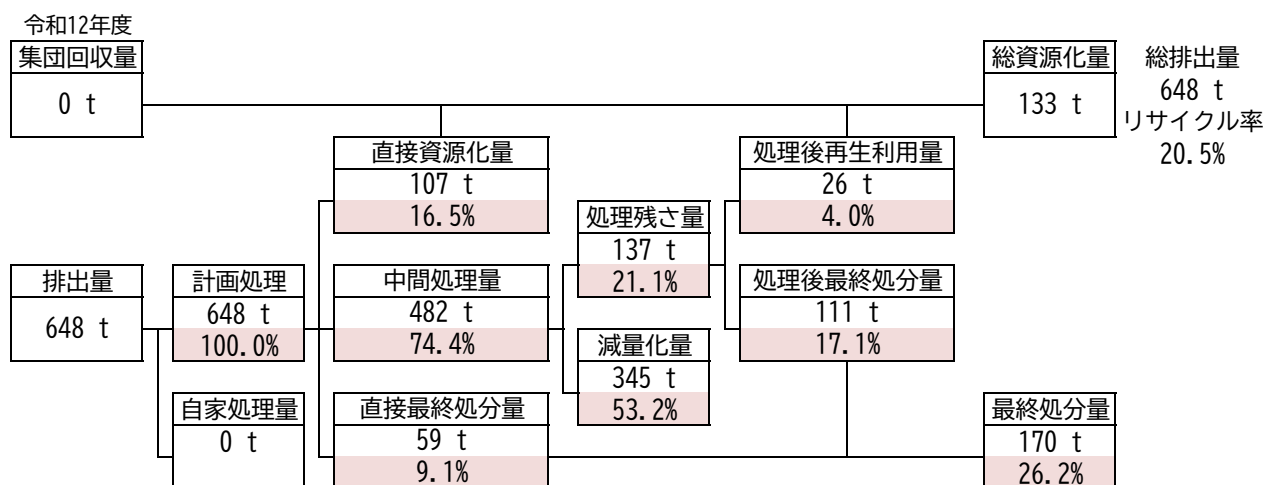 令和12年度
集団回収量
0 t
総資源化量
133 t
総排出量
648 t
リサイクル率
20.5%
直接資源化量
107 t
16.5%
処理後再生利用量
26 t
4.0%
処理残さ量
137 t
21.1%
排出量
648 t
計画処理
648 t
100.0%
中間処理量
482 t
74.4%
処理後最終処分量
111 t
17.1%
減量化量
345 t
53.2%
自家処理量
0 t
直接最終処分量
59 t
9.1%
最終処分量
170 t
26.2%